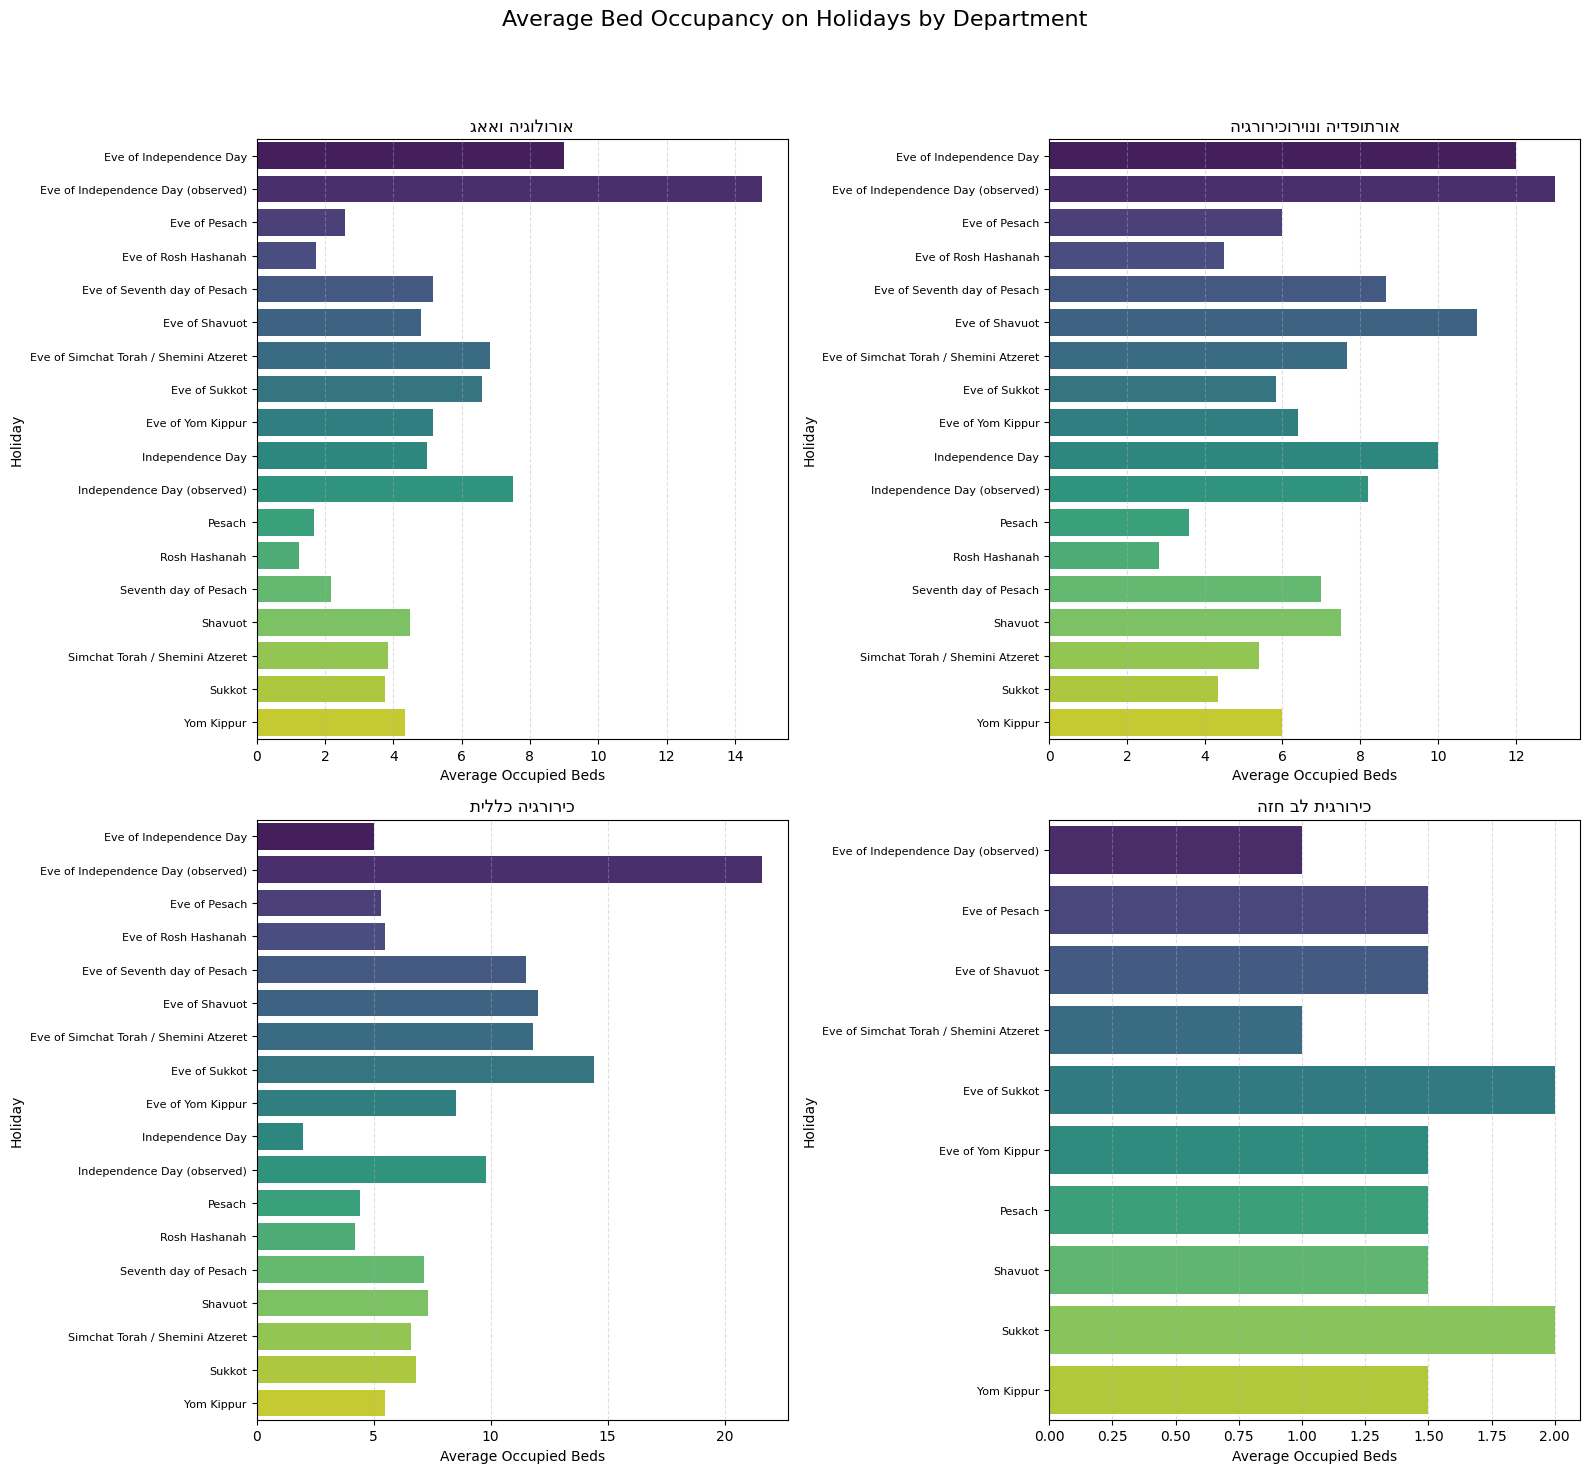 Average Bed Occupancy on Holidays by Department
אורולוגיה ואאג
Holiday
Eve of Independence Day
Eve of Independence Day (observed)
Eve of Pesach
Eve of Rosh Hashanah
Eve of Seventh day of Pesach
Eve of Shavuot
Eve of Simchat Torah / Shemini Atzeret
Eve of Sukkot
Eve of Yom Kippur
Independence Day
Independence Day (observed)
Pesach
Rosh Hashanah
Seventh day of Pesach
Shavuot
Simchat Torah / Shemini Atzeret
Sukkot
Yom Kippur
0 2 4 6 8 10 12 14
Average Occupied Beds
אורתופדיה ונוירוכירורגיה
Holiday
Eve of Independence Day
Eve of Independence Day (observed)
Eve of Pesach
Eve of Rosh Hashanah
Eve of Seventh day of Pesach
Eve of Shavuot
Eve of Simchat Torah / Shemini Atzeret
Eve of Sukkot
Eve of Yom Kippur
Independence Day
Independence Day (observed)
Pesach
Rosh Hashanah
Seventh day of Pesach
Shavuot
Simchat Torah / Shemini Atzeret
Sukkot
Yom Kippur
0 2 4 6 8 10 12
Average Occupied Beds
כירורגיה כללית
Holiday
Eve of Independence Day
Eve of Independence Day (observed)
Eve of Pesach
Eve of Rosh Hashanah
Eve of Seventh day of Pesach
Eve of Shavuot
Eve of Simchat Torah / Shemini Atzeret
Eve of Sukkot
Eve of Yom Kippur
Independence Day
Independence Day (observed)
Pesach
Rosh Hashanah
Seventh day of Pesach
Shavuot
Simchat Torah / Shemini Atzeret
Sukkot
Yom Kippur
0 5 10 15 20
Average Occupied Beds
כירורגית לב חזה
Holiday
Eve of Independence Day (observed)
Eve of Pesach
Eve of Shavuot
Eve of Simchat Torah / Shemini Atzeret
Eve of Sukkot
Eve of Yom Kippur
Pesach
Shavuot
Sukkot
Yom Kippur
0.00 0.25 0.50 0.75 1.00 1.25 1.50 1.75 2.00
Average Occupied Beds